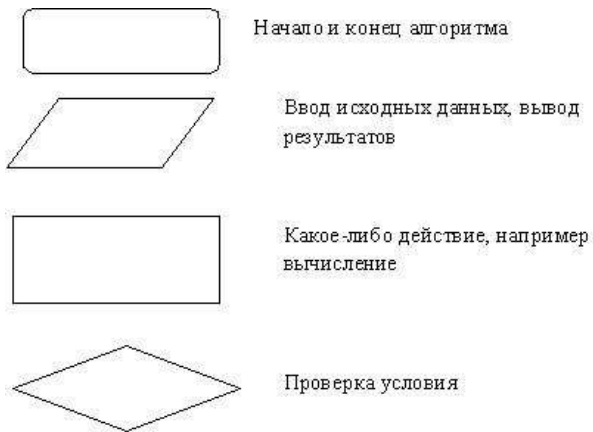 Начало и конец алгоритма
Ввод исходных данных, вывод
результатов
Какое-либо действие, например
вычисление
Проверка условия